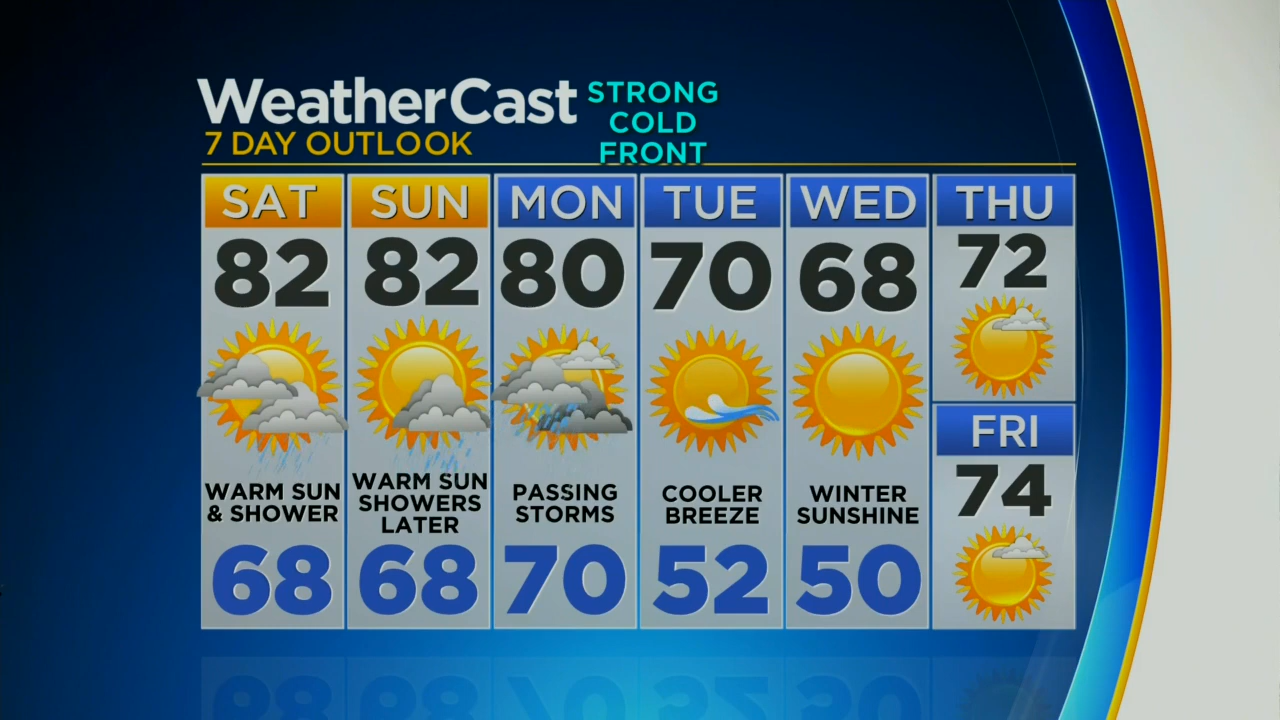 WeatherCast
7 DAY OUTLOOK
STRONG
COLD
FRONT
SAT
82
WARM SUN
& SHOWER
68
SUN
82
WARM SUN
SHOWERS
LATER
68
MON
80
PASSING
STORMS
70
TUE
70
COOLER
BREEZE
52
WED
68
WINTER
SUNSHINE
50
THU
72
FRI
74